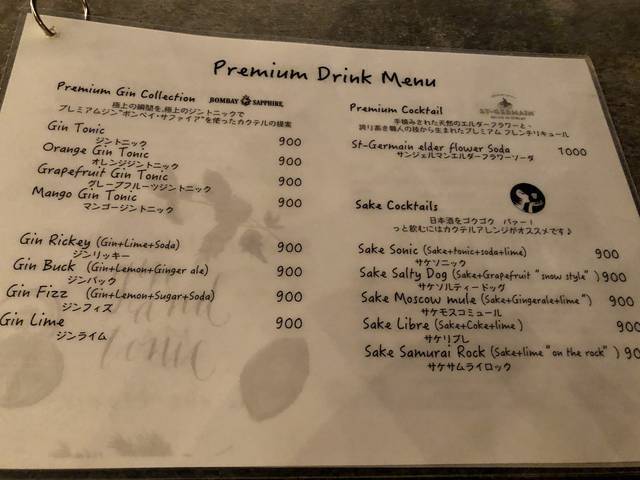 Premium Drink Menu
Premium Gin Collection BOMBAY SAPPHIRE
極上の瞬間を、極上のジントニックで
プレミアムジン"ボンベイ・サファイア"を使ったカクテルの提案
Gin Tonic 900
ジントニック
Orange Gin Tonic 900
オレンジジントニック
Grapefruit Gin Tonic 900
グレープフルーツジントニック
Mango Gin Tonic 900
マンゴージントニック
Gin Rickey (Gin+Lime+Soda) 900
ジンリッキー
Gin Buck (Gin+Lemon+Ginger ale) 900
ジンバック
Gin Fizz (Gin+Lemon+Sugar+Soda) 900
ジンフィズ
Gin Lime 900
ジンライム
Premium Cocktail ST-GERMAIN
手摘みされた天然のエルダーフラワーと、
誇り高き職人の技から生まれたプレミアム フレンチリキュール
St-Germain elder flower Soda 1000
サンジェルマンエルダーフラワーソーダ
Sake Cocktails
日本酒をゴクゴク パァー!
っと飲むにはカクテルアレンジがオススメです♪
Sake Sonic (Sake+tonic+soda+lime) 900
サケソニック
Sake Salty Dog (Sake+Grapefruit "snow style") 900
サケソルティードッグ
Sake Moscow mule (Sake+Gingerale+lime") 900
サケモスコミュール
Sake Libre (Sake+Coke+lime) 900
サケリブレ
Sake Samurai Rock (Sake+lime "on the rock") 90
サケサムライロック